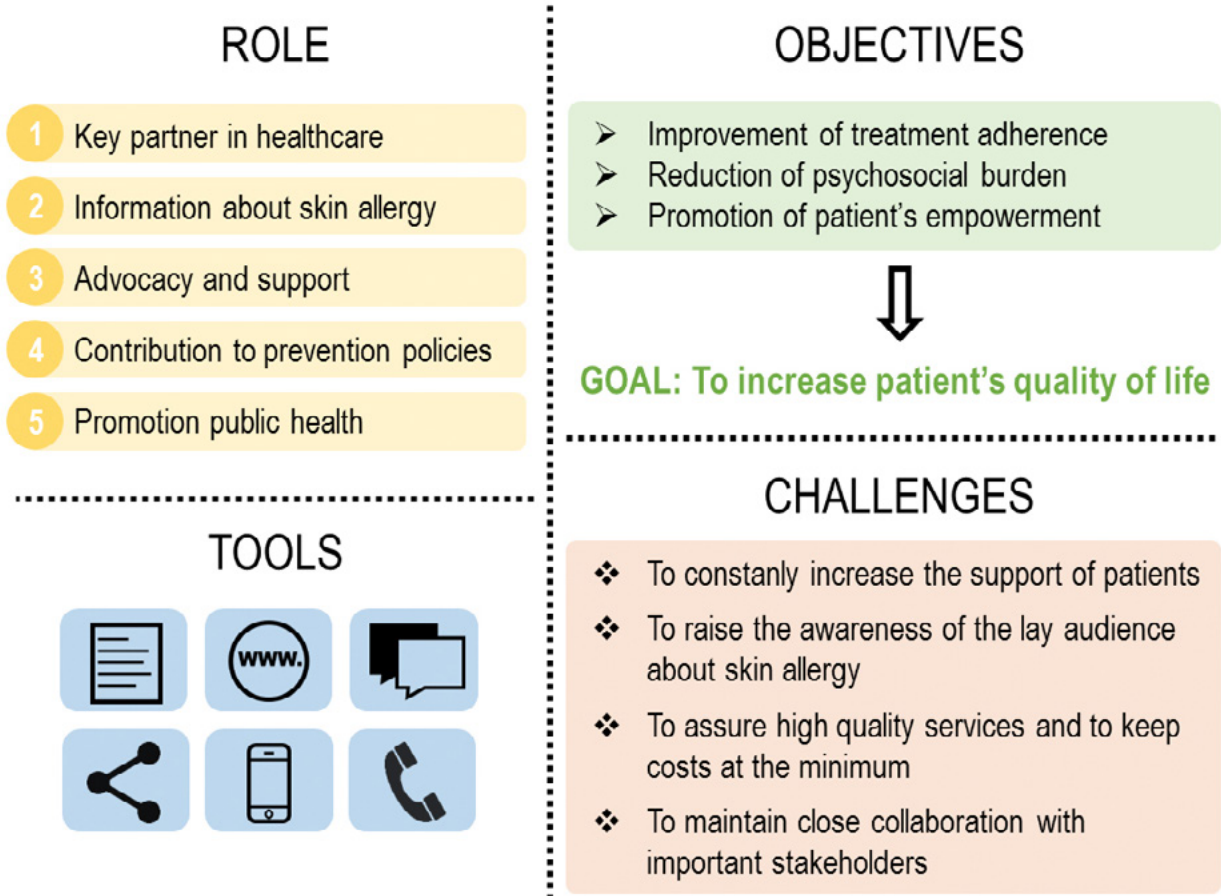 ROLE
1 Key partner in healthcare
2 Information about skin allergy
3 Advocacy and support
4 Contribution to prevention policies
5 Promotion public health
TOOLS
www.
OBJECTIVES
Improvement of treatment adherence
Reduction of psychosocial burden
Promotion of patient’s empowerment
GOAL: To increase patient’s quality of life
CHALLENGES
To constanly increase the support of patients
To raise the awareness of the lay audience
about skin allergy
To assure high quality services and to keep
costs at the minimum
To maintain close collaboration with
important stakeholders